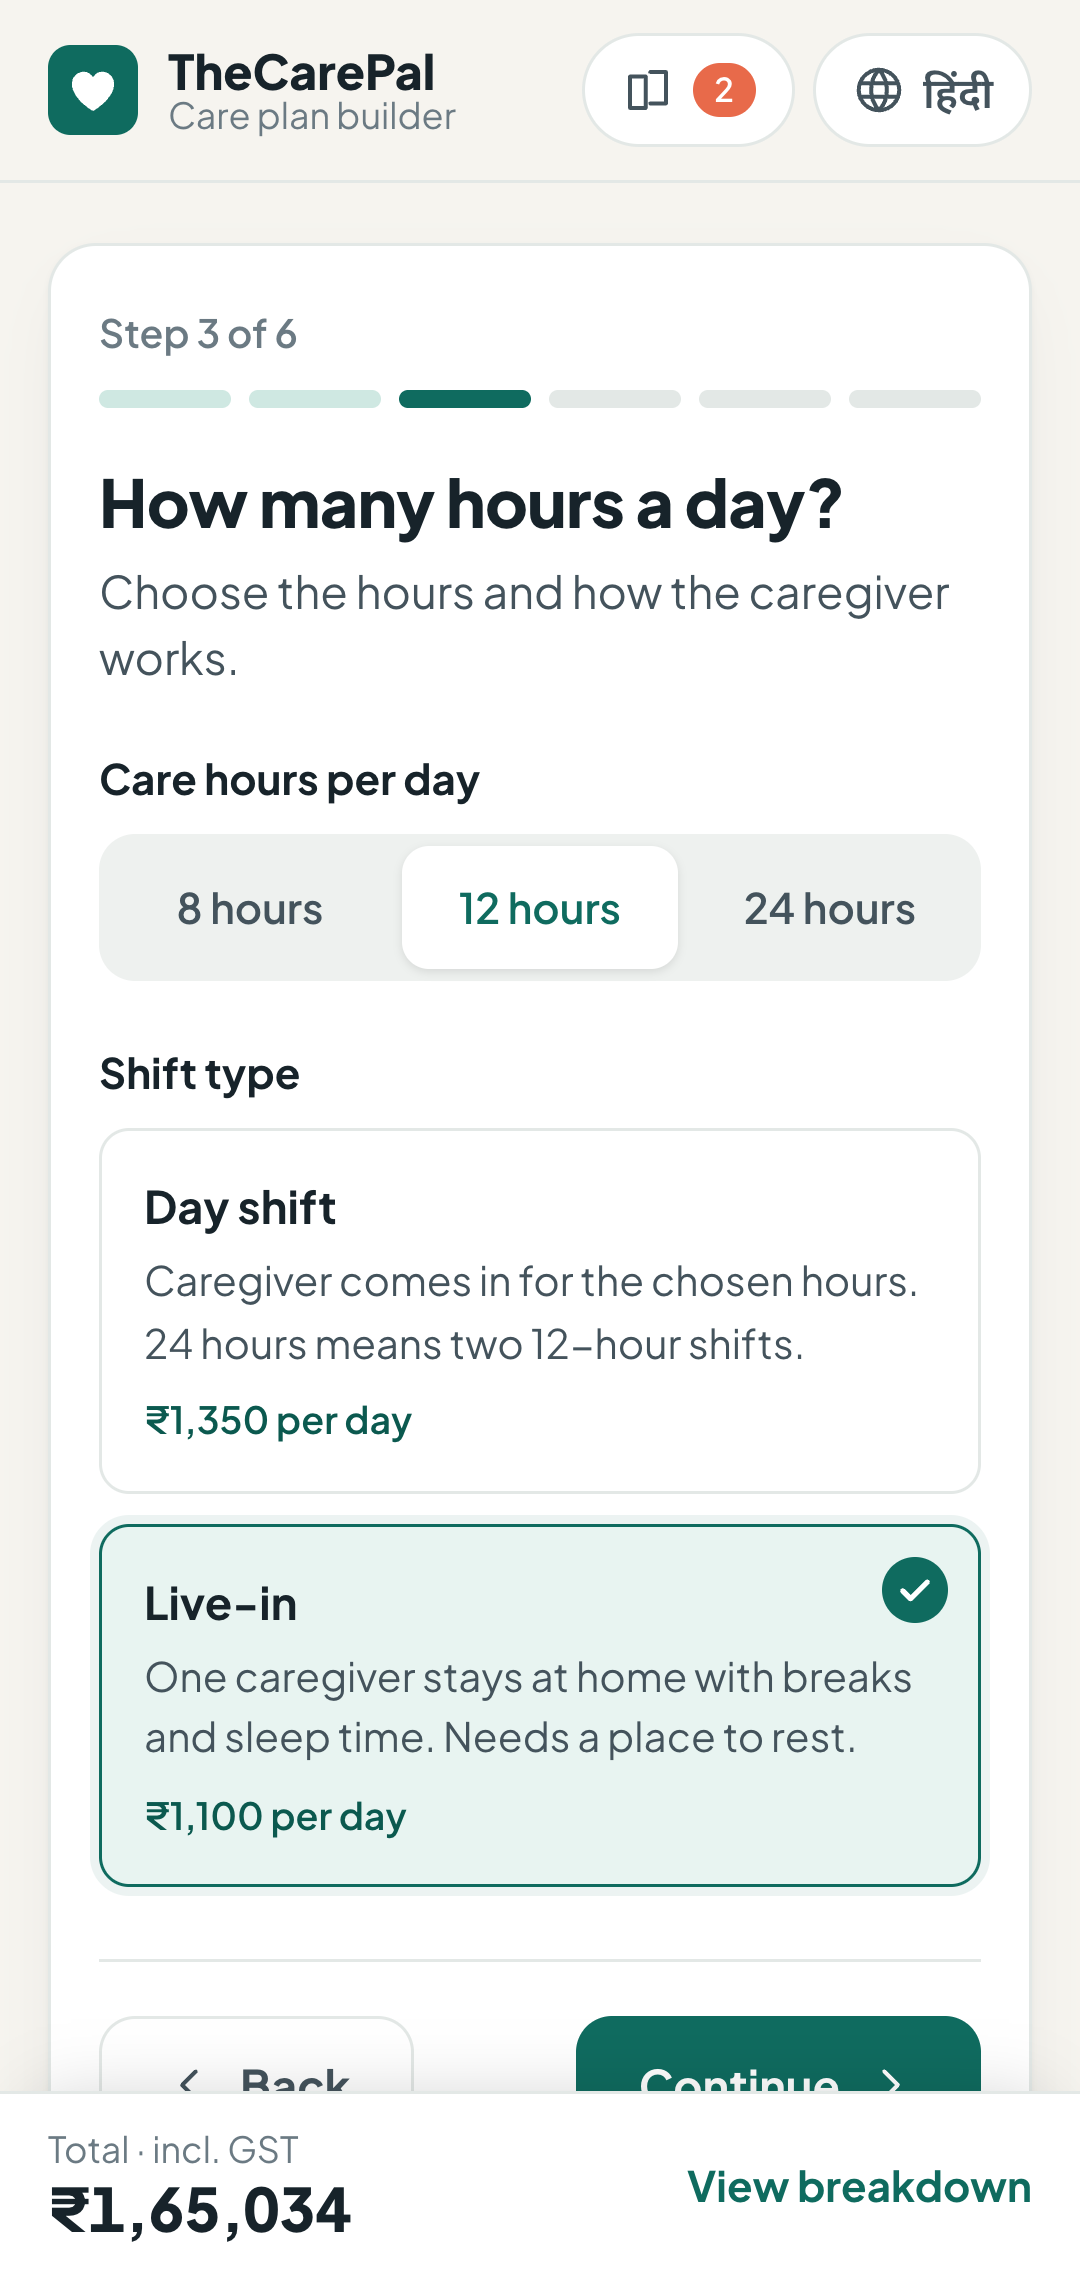 TheCarePal
Care plan builder
2
हिंदी
Step 3 of 6
How many hours a day?
Choose the hours and how the caregiver
works.
Care hours per day
8 hours
12 hours
24 hours
Shift type
Day shift
Caregiver comes in for the chosen hours.
24 hours means two 12-hour shifts.
₹1,350 per day
Live-in
One caregiver stays at home with breaks
and sleep time. Needs a place to rest.
₹1,100 per day
Back
Continue
Total · incl. GST
₹1,65,034
View breakdown